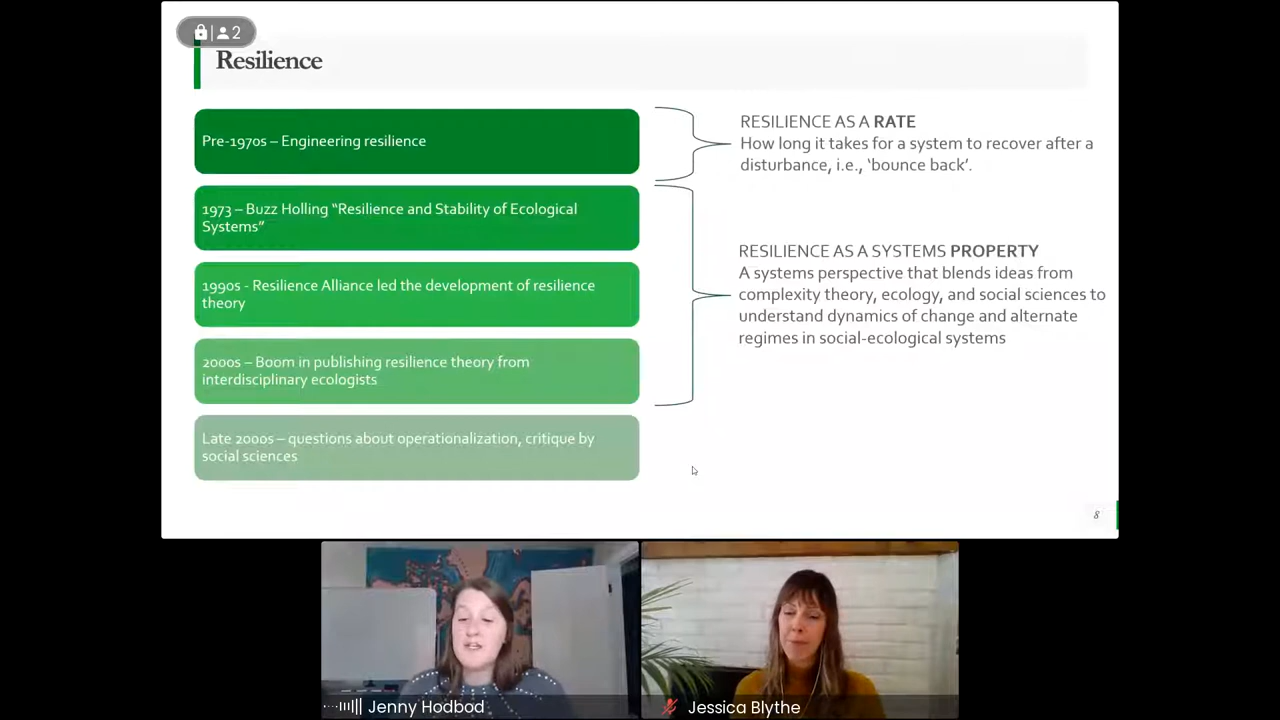 2
Resilience
Pre-1970s – Engineering resilience
1973 – Buzz Holling “Resilience and Stability of Ecological
Systems”
1990s - Resilience Alliance led the development of resilience
theory
2000s – Boom in publishing resilience theory from
interdisciplinary ecologists
Late 2000s – questions about operationalization, critique by
social sciences
RESILIENCE AS A RATE
How long it takes for a system to recover after a
disturbance, i.e., ‘bounce back’.
RESILIENCE AS A SYSTEMS PROPERTY
A systems perspective that blends ideas from
complexity theory, ecology, and social sciences to
understand dynamics of change and alternate
regimes in social-ecological systems
8
Jenny Hodbod
Jessica Blythe